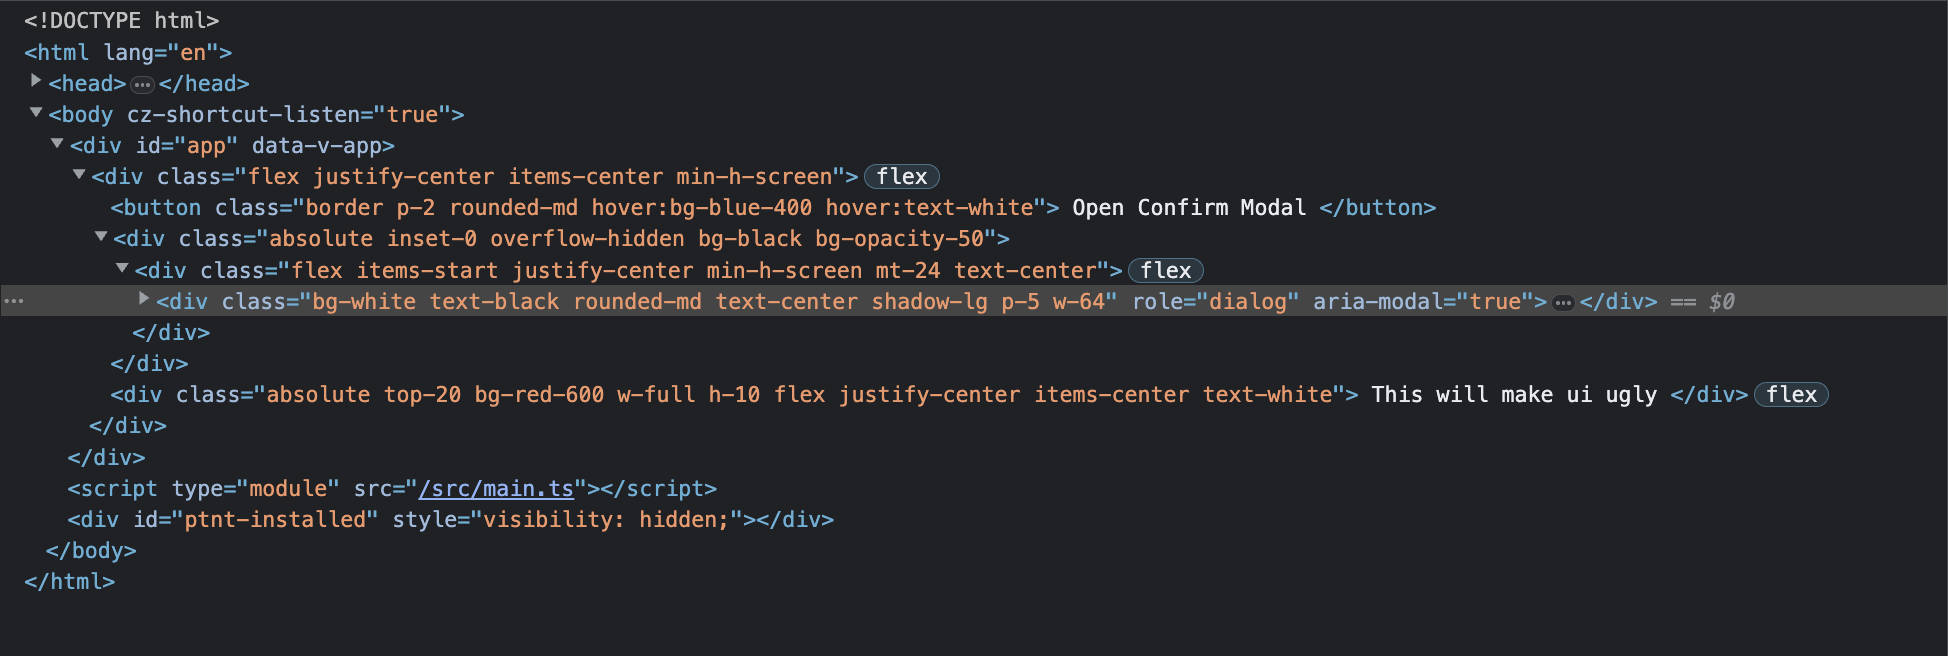 <!DOCTYPE html>
<html lang="en">
<head>…</head>
<body cz-shortcut-listen="true">
<div id="app" data-v-app>
<div class="flex justify-center items-center min-h-screen"> flex
<button class="border p-2 rounded-md hover:bg-blue-400 hover:text-white"> Open Confirm Modal </button>
<div class="absolute inset-0 overflow-hidden bg-black bg-opacity-50">
<div class="flex items-start justify-center min-h-screen mt-24 text-center"> flex
… <div class="bg-white text-black rounded-md text-center shadow-lg p-5 w-64" role="dialog" aria-modal="true">…</div> == $0
</div>
</div>
<div class="absolute top-20 bg-red-600 w-full h-10 flex justify-center items-center text-white"> This will make ui ugly </div> flex
</div>
</div>
<script type="module" src="/src/main.ts"></script>
<div id="ptnt-installed" style="visibility: hidden;"></div>
</body>
</html>